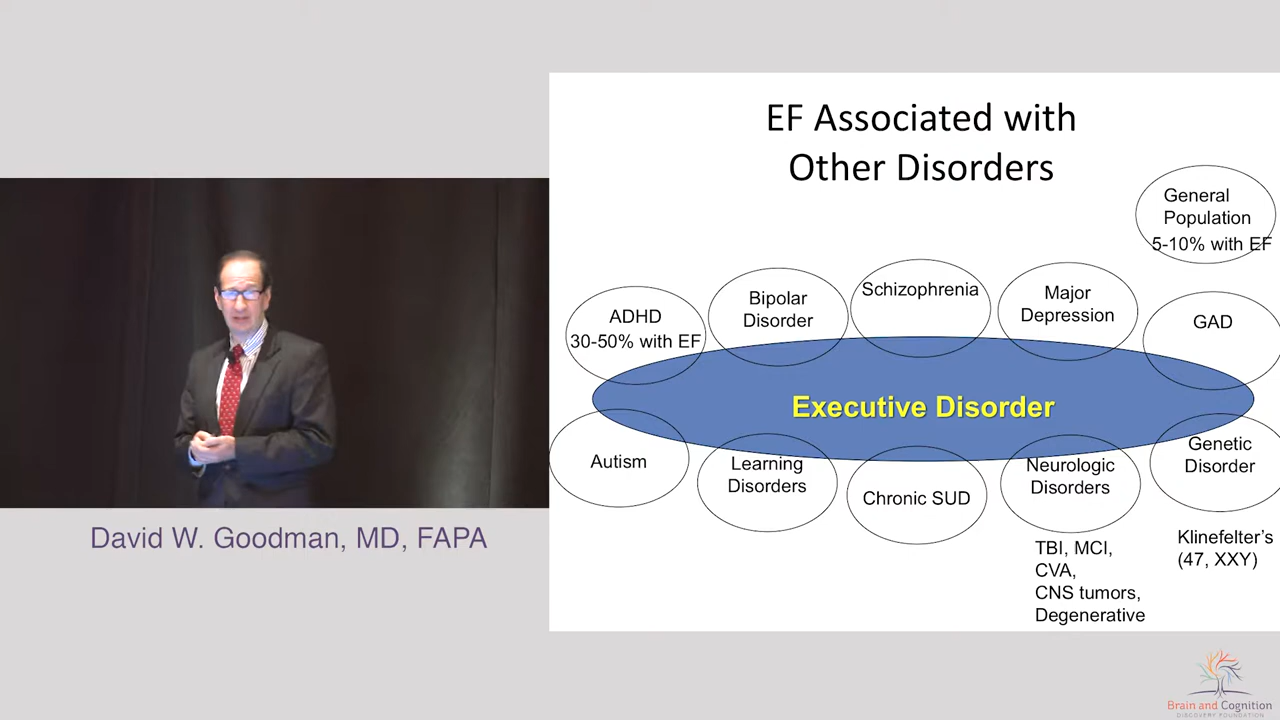 EF Associated with
Other Disorders
General
Population
5-10% with EF
ADHD
30-50% with EF
Bipolar
Disorder
Schizophrenia
Major
Depression
GAD
Executive Disorder
Autism
Learning
Disorders
Chronic SUD
Neurologic
Disorders
Genetic
Disorder
TBI, MCI,
CVA,
CNS tumors,
Degenerative
Klinefelter’s
(47, XXY)
David W. Goodman, MD, FAPA
Brain and Cognition
DISCOVERY FOUNDATION